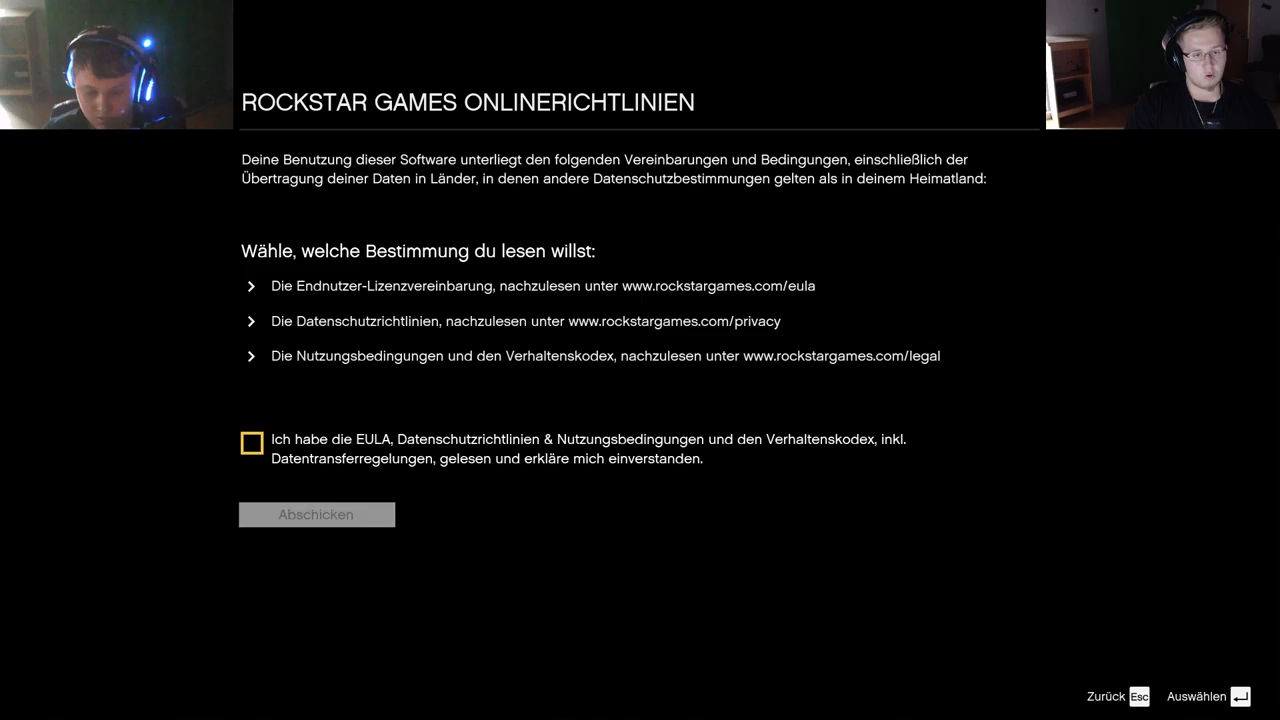 ROCKSTAR GAMES ONLINERICHTLINIEN
Deine Benutzung dieser Software unterliegt den folgenden Vereinbarungen und Bedingungen, einschließlich der
Übertragung deiner Daten in Länder, in denen andere Datenschutzbestimmungen gelten als in deinem Heimatland:
Wähle, welche Bestimmung du lesen willst:
Die Endnutzer-Lizenzvereinbarung, nachzulesen unter www.rockstargames.com/eula
Die Datenschutzrichtlinien, nachzulesen unter www.rockstargames.com/privacy
Die Nutzungsbedingungen und den Verhaltenskodex, nachzulesen unter www.rockstargames.com/legal
Ich habe die EULA, Datenschutzrichtlinien & Nutzungsbedingungen und den Verhaltenskodex, inkl.
Datentransferregelungen, gelesen und erkläre mich einverstanden.
Abschicken
Zurück Esc Auswählen